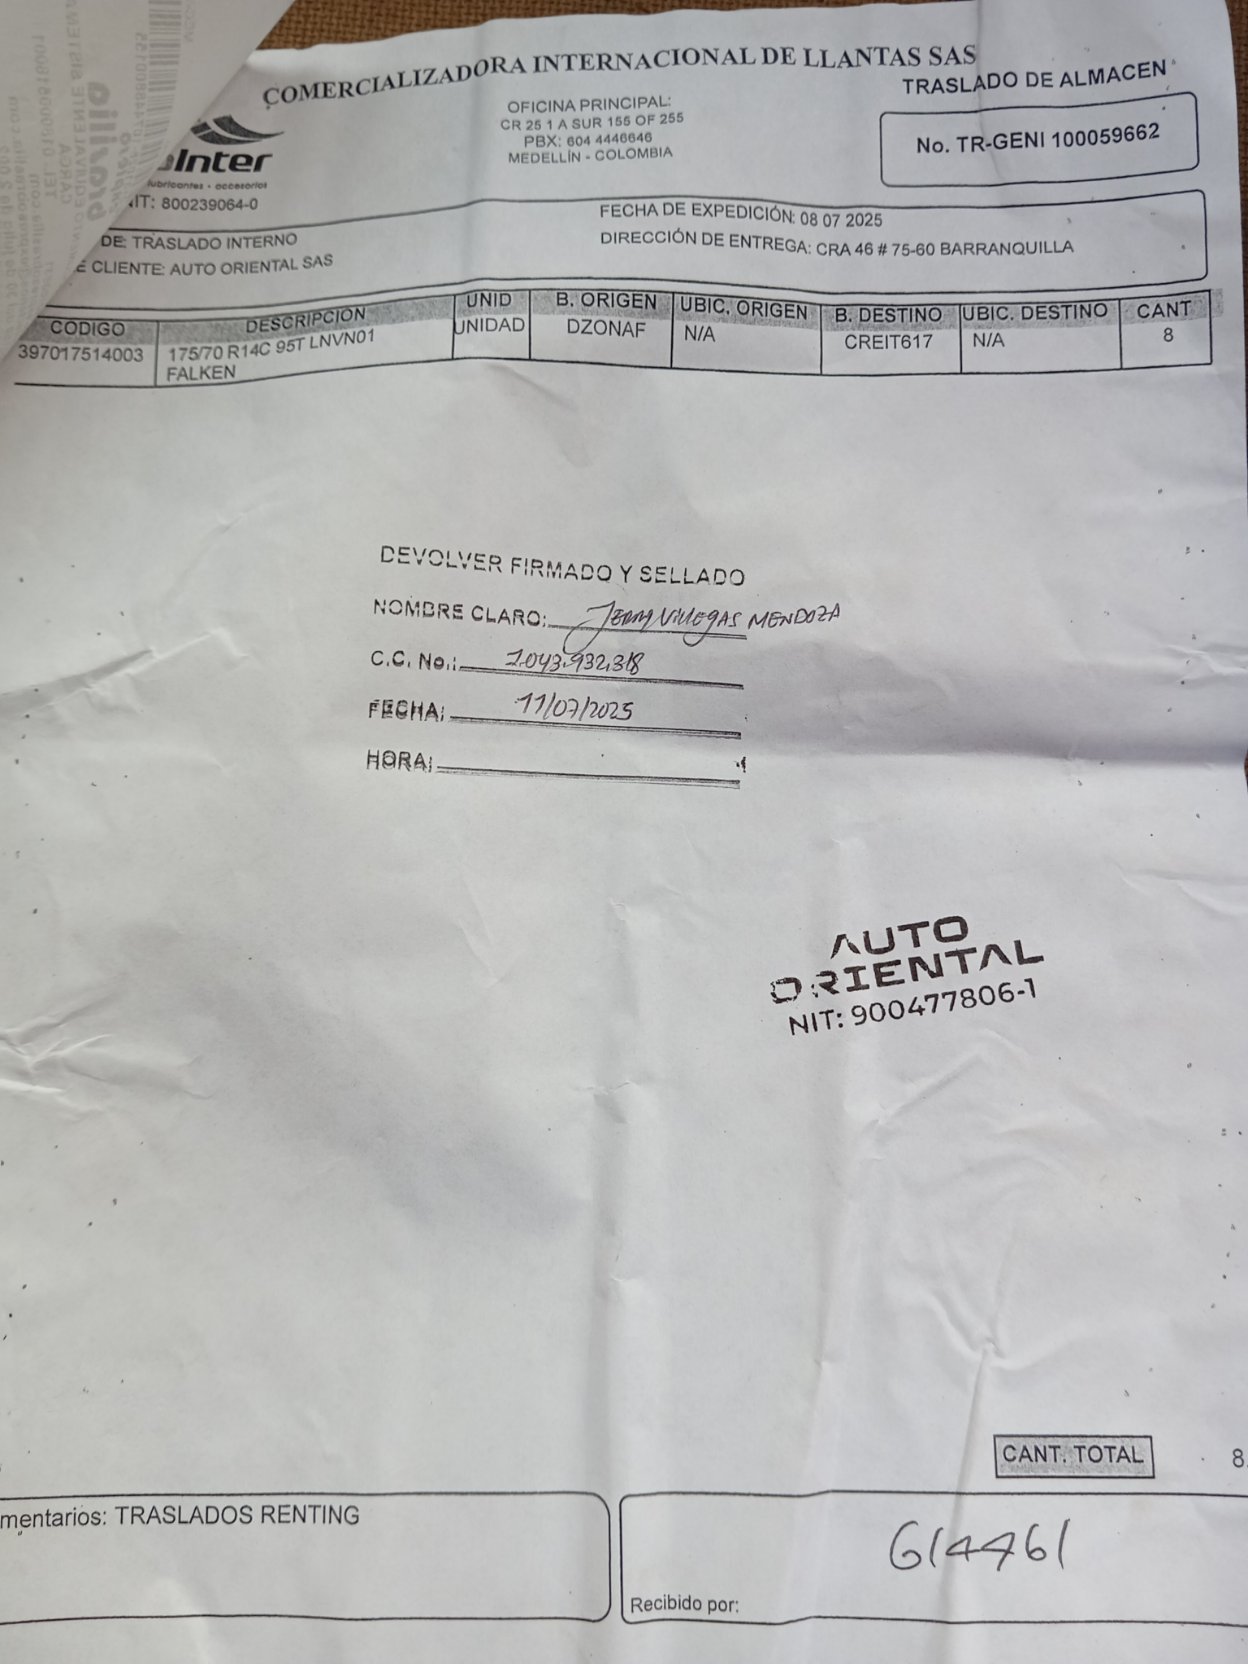 COMERCIALIZADORA INTERNACIONAL DE LLANTAS SAS
TRASLADO DE ALMACEN
OFICINA PRINCIPAL:
CR 25 1 A SUR 155 OF 255
PBX: 604 4446646
MEDELLÍN - COLOMBIA
No. TR-GENI 100059662
Inter
lubricantes • accesorios
NIT: 800239064-0
DE: TRASLADO INTERNO
E CLIENTE: AUTO ORIENTAL SAS
FECHA DE EXPEDICIÓN: 08 07 2025
DIRECCIÓN DE ENTREGA: CRA 46 # 75-60 BARRANQUILLA
CODIGO DESCRIPCION UNID B. ORIGEN UBIC. ORIGEN B. DESTINO UBIC. DESTINO CANT
397017514003 175/70 R14C 95T LNVN01 UNIDAD DZONAF N/A CREIT617 N/A 8
FALKEN
DEVOLVER FIRMADO Y SELLADO
NOMBRE CLARO: Jerry Villegas MENDOZA
C.C. No.: 1.043.932.318
FECHA: 11/07/2025
HORA:
AUTO
ORIENTAL
NIT: 900477806-1
CANT. TOTAL 8
mentarios: TRASLADOS RENTING
614461
Recibido por: